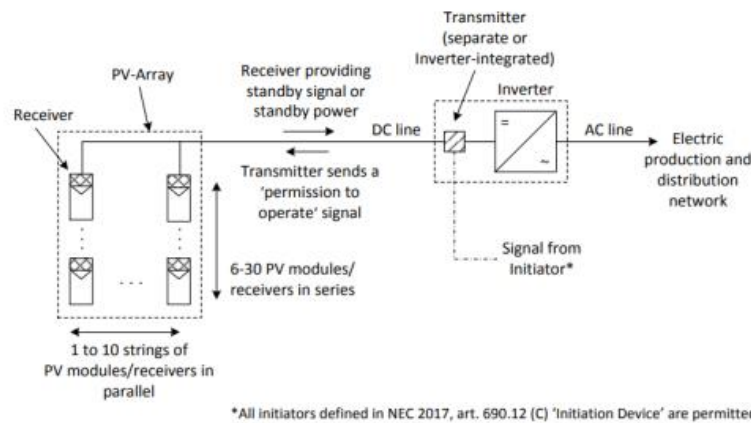 Transmitter
(separate or
Inverter-integrated)
PV-Array
Receiver providing
standby signal or
standby power
Inverter
Receiver
DC line
=
~
AC line
Electric
production and
distribution
network
Transmitter sends a
'permission to
operate' signal
Signal from
Initiator*
6-30 PV modules/
receivers in series
1 to 10 strings of
PV modules/receivers in
parallel
*All initiators defined in NEC 2017, art. 690.12 (C) 'Initiation Device' are permitted